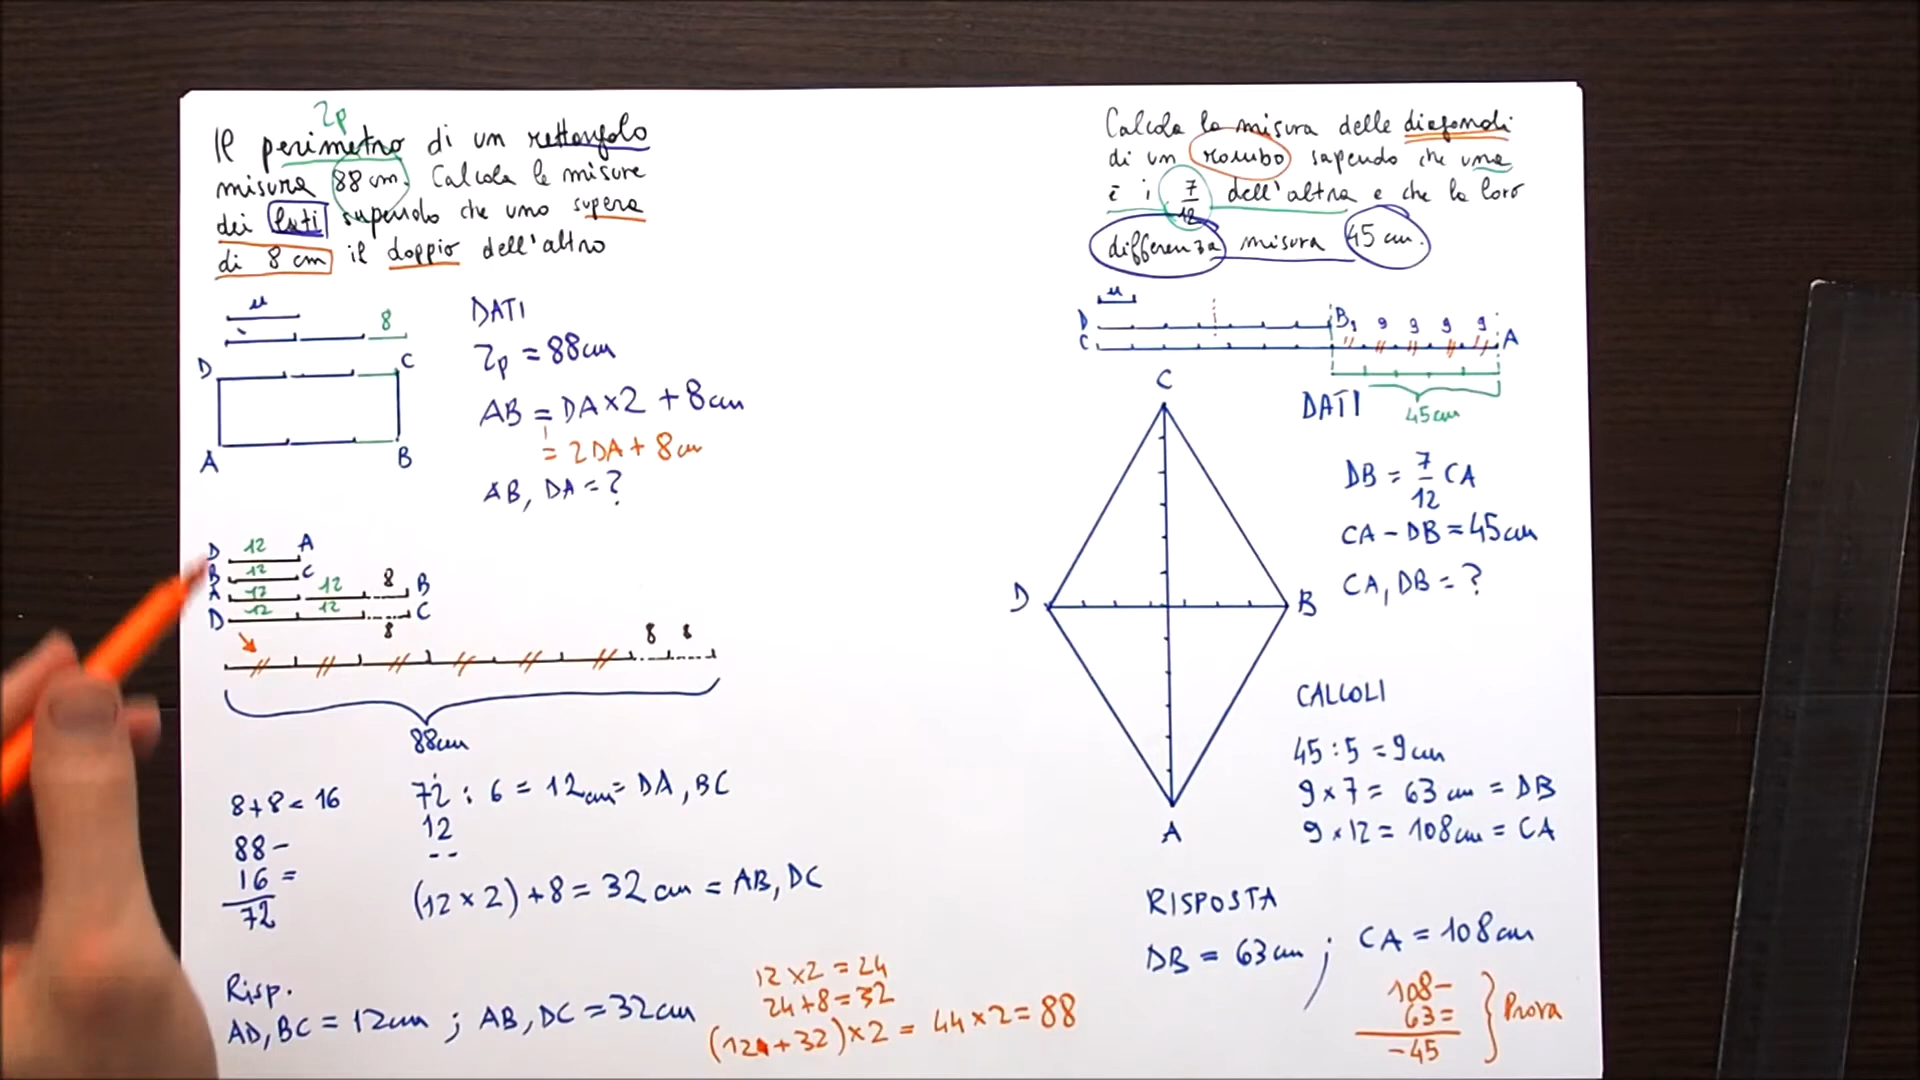 2p
Il perimetro di un rettangolo
misura 88 cm. Calcola le misure
dei lati sapendo che uno supera
di 8 cm il doppio dell'altro
u
8
D C
A B
DATI
2p = 88cm
AB = DA×2 + 8cm
= 2DA + 8cm
AB, DA = ?
D 12 A
B 12 C
A 12 12 8 B
D 12 12 8 C
8 8
88cm
8+8 = 16
88 -
16 =
72
72 : 6 = 12cm = DA, BC
12
--
(12 × 2) + 8 = 32 cm = AB, DC
Risp.
AD, BC = 12cm ; AB, DC = 32cm
12 × 2 = 24
24 + 8 = 32
(12 + 32) × 2 = 44 × 2 = 88
Calcola la misura delle diagonali
di un rombo sapendo che una
è i 7/12 dell'altra e che la loro
differenza misura 45 cm.
u
D B 9 9 9 9 9
C A
45cm
C
D B
A
DATI
DB = 7/12 CA
CA - DB = 45cm
CA, DB = ?
CALCOLI
45 : 5 = 9cm
9 × 7 = 63 cm = DB
9 × 12 = 108cm = CA
RISPOSTA
DB = 63cm ; CA = 108cm
108 -
63 =
-45
Prova